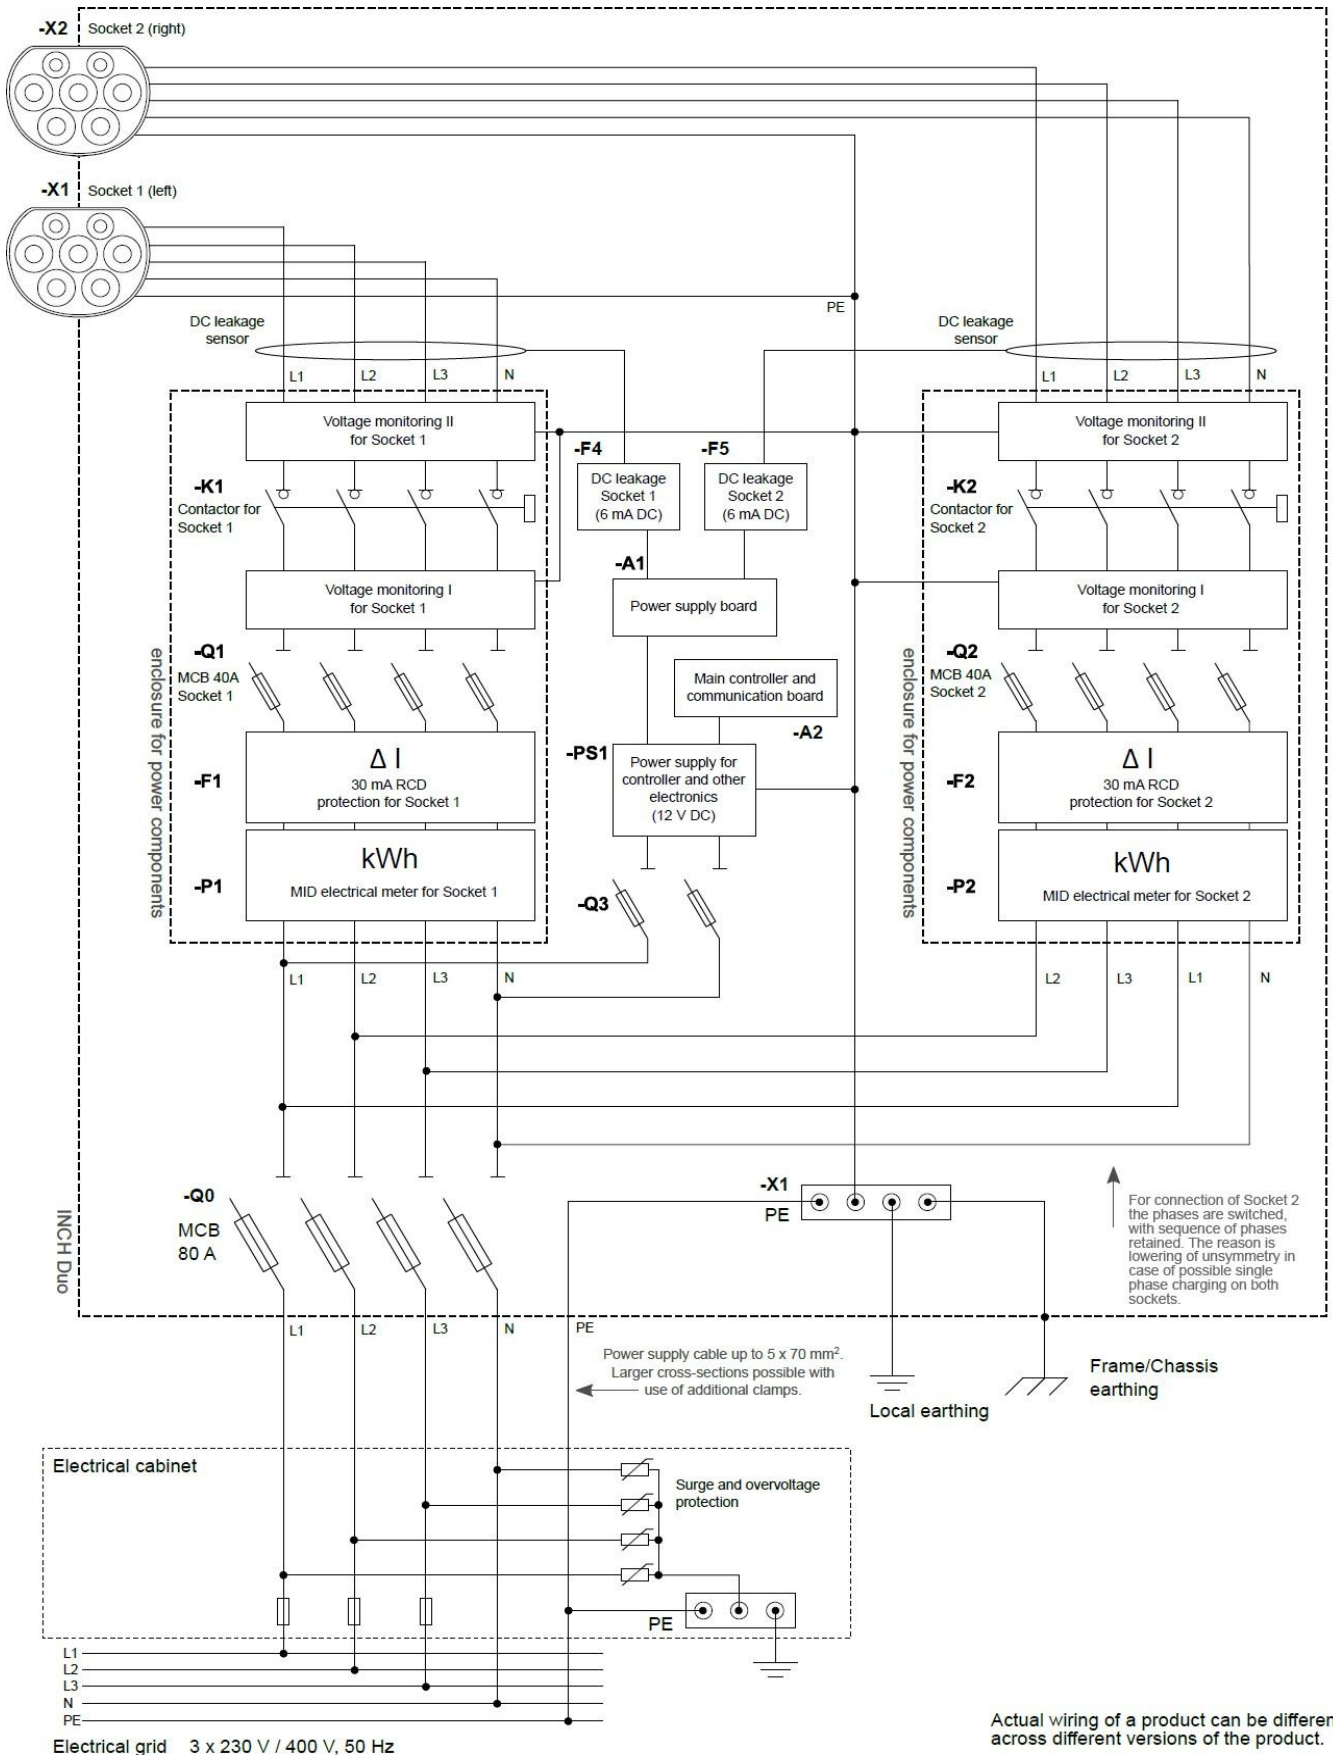 -X2 Socket 2 (right)
-X1 Socket 1 (left)
PE
DC leakage
sensor
DC leakage
sensor
L1 L2 L3 N
L1 L2 L3 N
Voltage monitoring II
for Socket 1
Voltage monitoring II
for Socket 2
-F4
DC leakage
Socket 1
(6 mA DC)
-F5
DC leakage
Socket 2
(6 mA DC)
-K1
Contactor for
Socket 1
-K2
Contactor for
Socket 2
-A1
Power supply board
Voltage monitoring I
for Socket 1
Voltage monitoring I
for Socket 2
-Q1
MCB 40A
Socket 1
-Q2
MCB 40A
Socket 2
enclosure for power components
enclosure for power components
Main controller and
communication board
-A2
-PS1
Power supply for
controller and other
electronics
(12 V DC)
-F1
Δ I
30 mA RCD
protection for Socket 1
-F2
Δ I
30 mA RCD
protection for Socket 2
-P1
kWh
MID electrical meter for Socket 1
-P2
kWh
MID electrical meter for Socket 2
-Q3
L1 L2 L3 N
L2 L3 L1 N
-Q0
MCB
80 A
-X1
PE
For connection of Socket 2
the phases are switched,
with sequence of phases
retained. The reason is
lowering of unsymmetry in
case of possible single
phase charging on both
sockets.
INCH Duo
L1 L2 L3 N PE
Power supply cable up to 5 x 70 mm².
Larger cross-sections possible with
use of additional clamps.
Local earthing
Frame/Chassis
earthing
Electrical cabinet
Surge and overvoltage
protection
PE
L1
L2
L3
N
PE
Electrical grid 3 x 230 V / 400 V, 50 Hz
Actual wiring of a product can be differen
across different versions of the product.